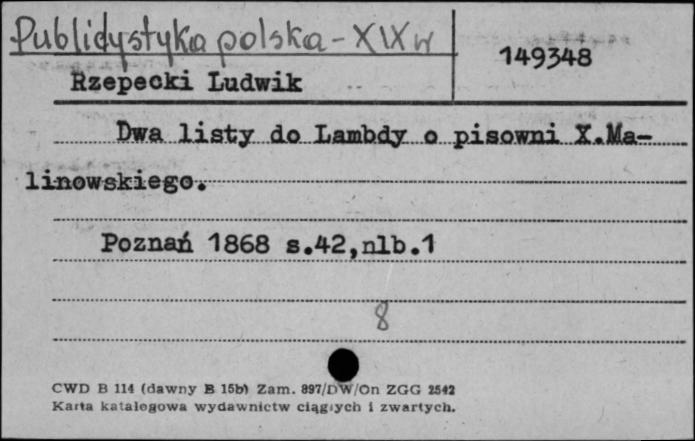 Publidystyka polska - XIX w
149348
Rzepecki Ludwik
Dwa listy do Lambdy o pisowni X.Ma-
linowskiego.
Poznań 1868 s.42,nlb.1
8
CWD B 114 (dawny B 15b) Zam. 897/DW/On ZGG 2542
Karta katalogowa wydawnictw ciągłych i zwartych.